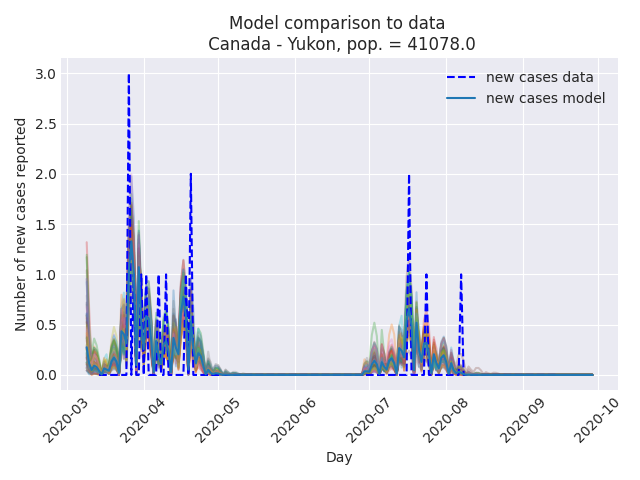 Model comparison to data
Canada - Yukon, pop. = 41078.0
new cases data
new cases model
Number of new cases reported
3.0
2.5
2.0
1.5
1.0
0.5
0.0
2020-03
2020-04
2020-05
2020-06
2020-07
2020-08
2020-09
2020-10
Day